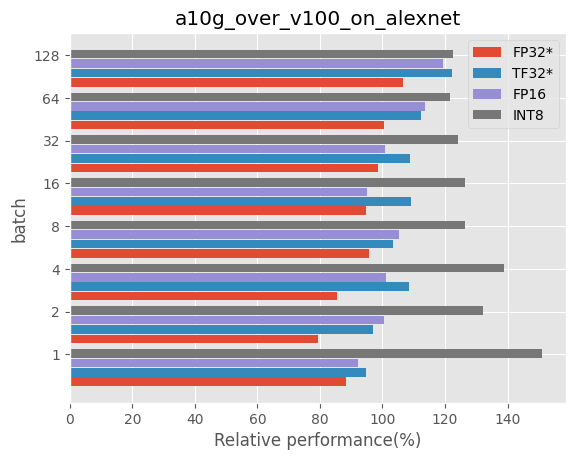 a10g_over_v100_on_alexnet
FP32*
TF32*
FP16
INT8
batch
128
64
32
16
8
4
2
1
0 20 40 60 80 100 120 140
Relative performance(%)